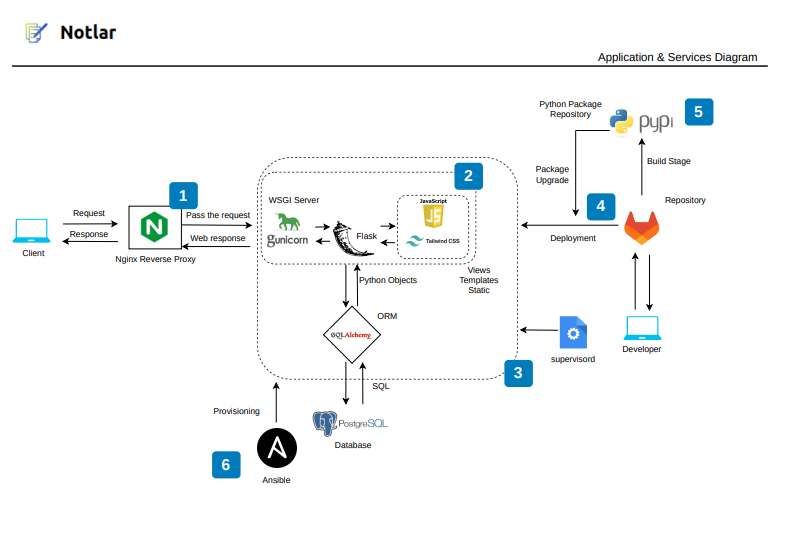 Notlar
Application & Services Diagram
Python Package
Repository
pypi
5
Package
Upgrade
Build Stage
2
1
4
Repository
WSGI Server
JavaScript
JS
Request
Pass the request
gunicorn
Flask
Tailwind CSS
Response
Web response
Deployment
Client
Nginx Reverse Proxy
Views
Templates
Static
Python Objects
ORM
SQLAlchemy
supervisord
Developer
3
SQL
Provisioning
PostgreSQL
Database
6
Ansible